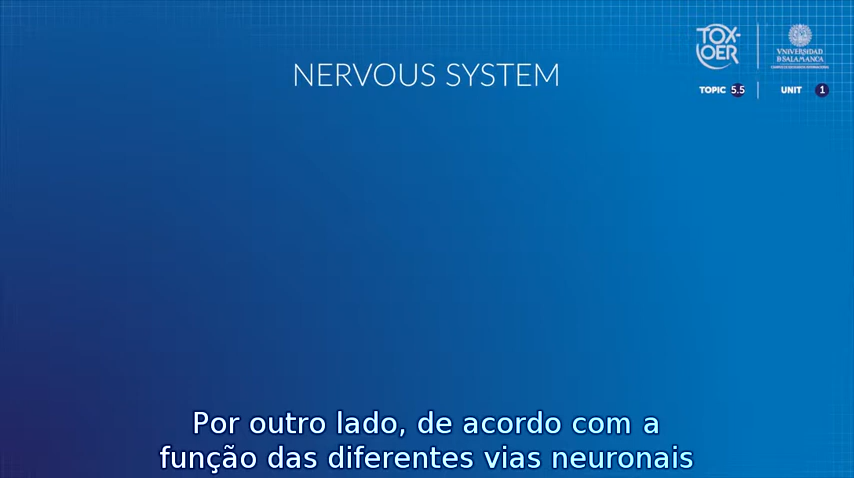 NERVOUS SYSTEM
TOX-
OER
VNIVERSIDAD
D SALAMANCA
TOPIC 5.5
UNIT 1
Por outro lado, de acordo com a
função das diferentes vias neuronais